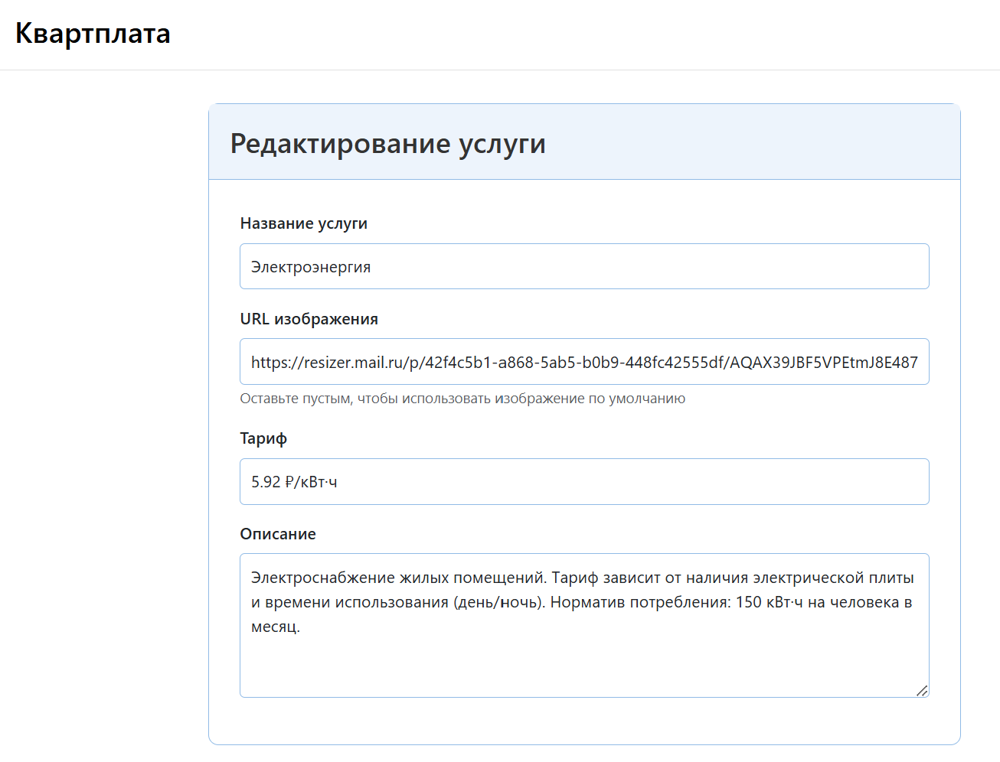 Квартплата
Редактирование услуги
Название услуги
Электроэнергия
URL изображения
https://resizer.mail.ru/p/42f4c5b1-a868-5ab5-b0b9-448fc42555df/AQAX39JBF5VPEtmJ8E487
Оставьте пустым, чтобы использовать изображение по умолчанию
Тариф
5.92 ₽/кВт·ч
Описание
Электроснабжение жилых помещений. Тариф зависит от наличия электрической плиты
и времени использования (день/ночь). Норматив потребления: 150 кВт·ч на человека в
месяц.